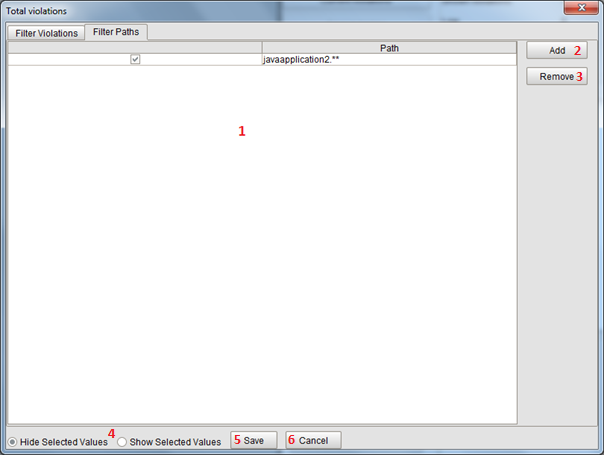 Total violations
Filter Violations Filter Paths
Path
javaapplication2.**
Add 2
Remove 3
1
4
Hide Selected Values Show Selected Values 5 Save 6 Cancel